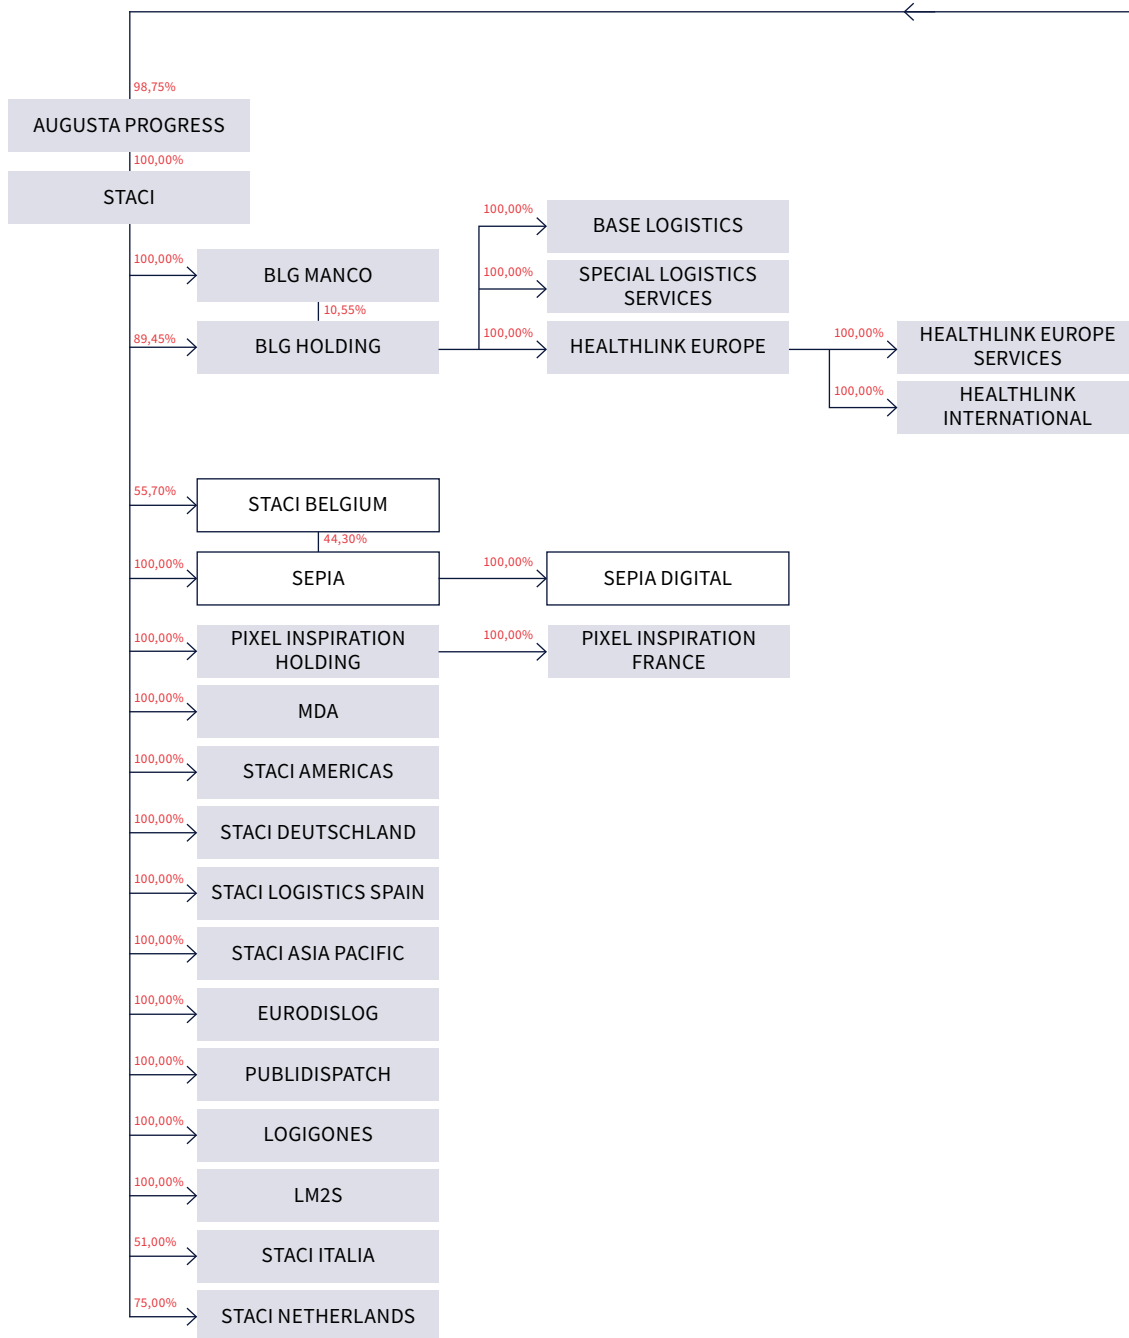 98,75%
AUGUSTA PROGRESS
100,00%
STACI
100,00%
BLG MANCO
10,55%
89,45%
BLG HOLDING
100,00%
BASE LOGISTICS
100,00%
SPECIAL LOGISTICS
SERVICES
100,00%
HEALTHLINK EUROPE
100,00%
HEALTHLINK EUROPE
SERVICES
100,00%
HEALTHLINK
INTERNATIONAL
55,70%
STACI BELGIUM
44,30%
100,00%
SEPIA
100,00%
SEPIA DIGITAL
100,00%
PIXEL INSPIRATION
HOLDING
100,00%
PIXEL INSPIRATION
FRANCE
100,00%
MDA
100,00%
STACI AMERICAS
100,00%
STACI DEUTSCHLAND
100,00%
STACI LOGISTICS SPAIN
100,00%
STACI ASIA PACIFIC
100,00%
EURODISLOG
100,00%
PUBLIDISPATCH
100,00%
LOGIGONES
100,00%
LM2S
51,00%
STACI ITALIA
75,00%
STACI NETHERLANDS